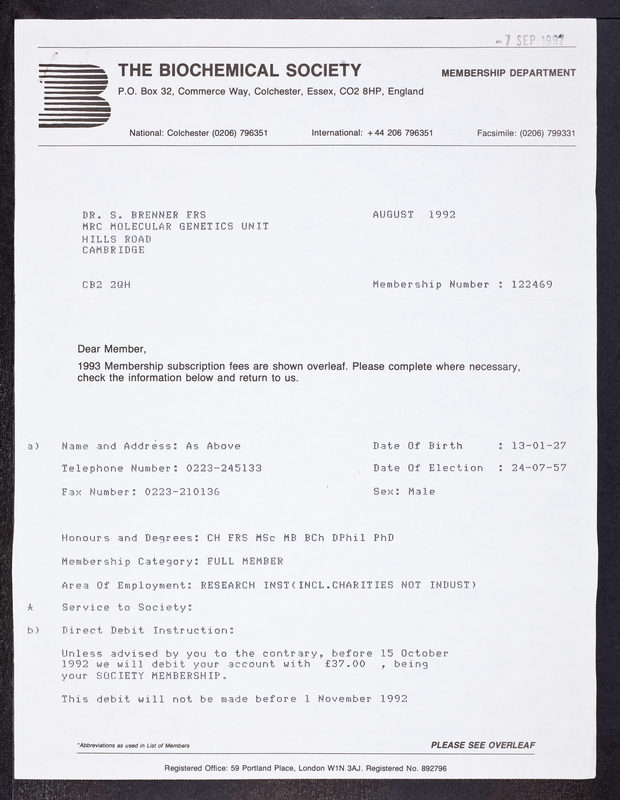 -7 SEP 1992
THE BIOCHEMICAL SOCIETY
MEMBERSHIP DEPARTMENT
P.O. Box 32, Commerce Way, Colchester, Essex, CO2 8HP, England
National: Colchester (0206) 796351 International: +44 206 796351 Facsimile: (0206) 799331
DR. S. BRENNER FRS AUGUST 1992
MRC MOLECULAR GENETICS UNIT
HILLS ROAD
CAMBRIDGE
CB2 2QH Membership Number : 122469
Dear Member,
1993 Membership subscription fees are shown overleaf. Please complete where necessary,
check the information below and return to us.
a) Name and Address: As Above Date Of Birth : 13-01-27
Telephone Number: 0223-245133 Date Of Election : 24-07-57
Fax Number: 0223-210136 Sex: Male
Honours and Degrees: CH FRS MSc MB BCh DPhil PhD
Membership Category: FULL MEMBER
Area Of Employment: RESEARCH INST(INCL.CHARITIES NOT INDUST)
* Service to Society:
b) Direct Debit Instruction:
Unless advised by you to the contrary, before 15 October
1992 we will debit your account with £37.00 , being
your SOCIETY MEMBERSHIP.
This debit will not be made before 1 November 1992
*Abbreviations as used in List of Members PLEASE SEE OVERLEAF
Registered Office: 59 Portland Place, London W1N 3AJ. Registered No. 892796